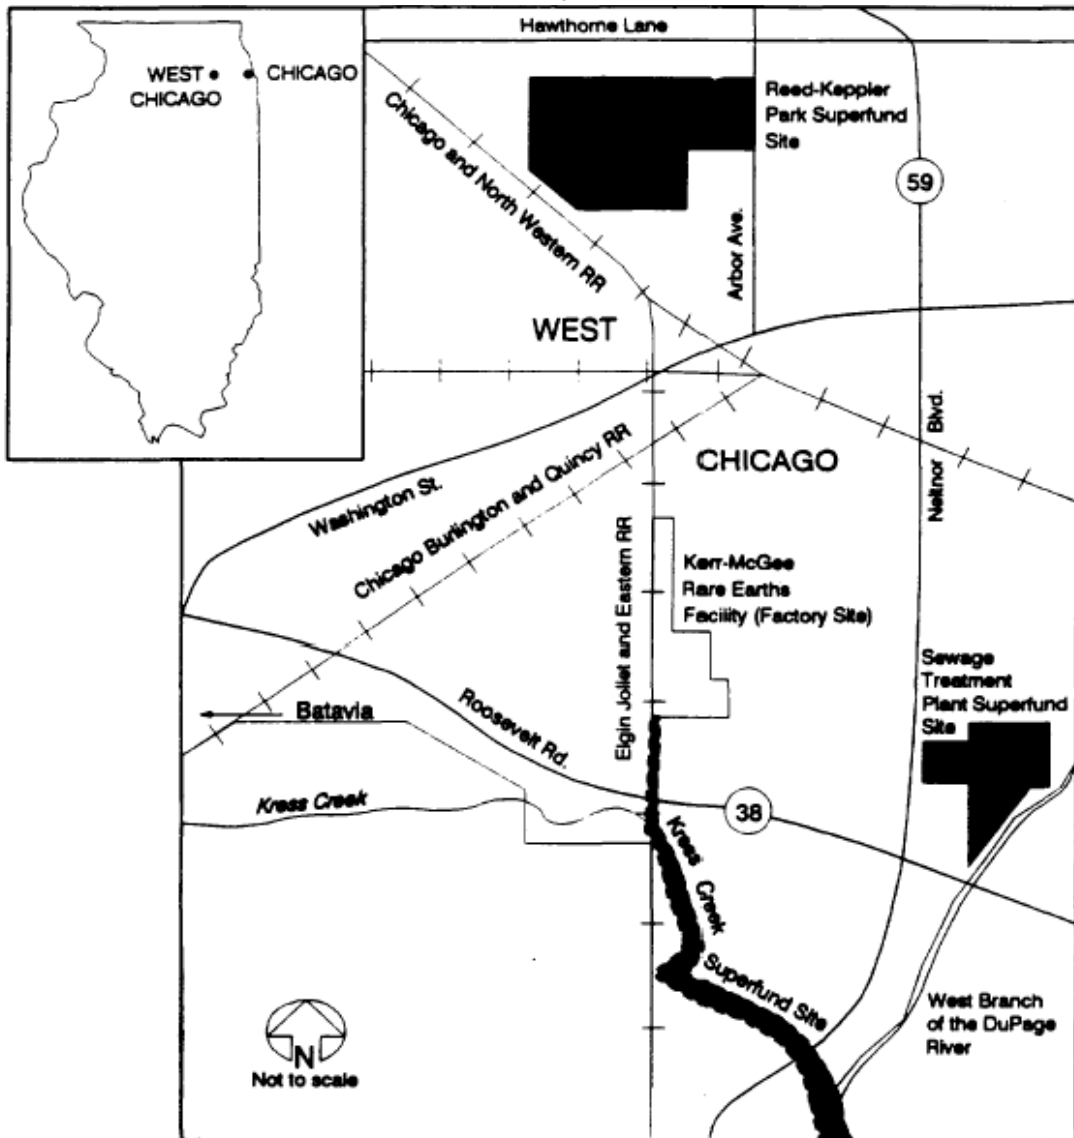 Hawthorne Lane
WEST
CHICAGO
CHICAGO
Reed-Keppler
Park Superfund
Site
Chicago and North Western RR
59
Arbor Ave.
WEST
Neltnor Blvd.
CHICAGO
Washington St.
Chicago Burlington and Quincy RR
Elgin Joliet and Eastern RR
Kerr-McGee
Rare Earths
Facility (Factory Site)
Sewage
Treatment
Plant Superfund
Site
Batavia
Roosevelt Rd.
Kress Creek
38
Kress Creek
Superfund Site
West Branch
of the DuPage
River
N
Not to scale